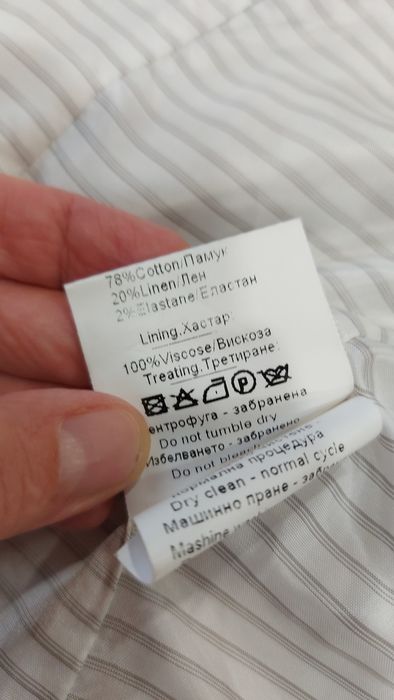 78%Cotton/Памук
20%Linen/Лен
2%Elastane/Еластан
Lining.Хастар:
100%Viscose/Вискоза
Treating.Третиране:
ентрофуга - забранена
Do not tumble dry
Избелването - забранено
Do not bleach
процедура
Dry clean - normal cycle
Машинно пране -
Mashine